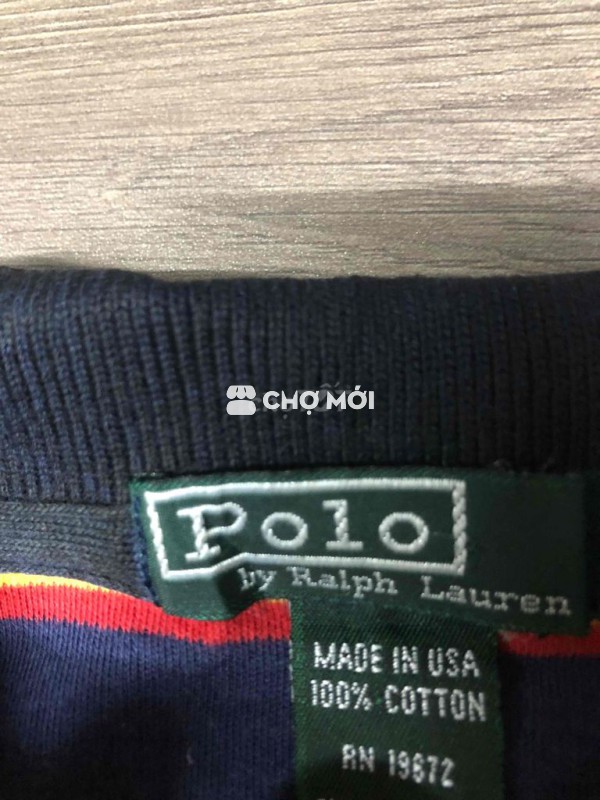 CHỢ MỚI
Polo
by Ralph Lauren
MADE IN USA
100% COTTON
RN 19672